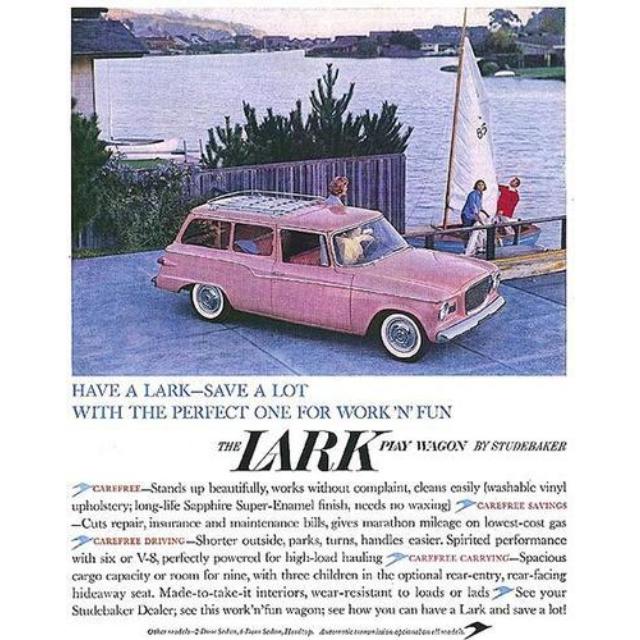 85
HAVE A LARK—SAVE A LOT
WITH THE PERFECT ONE FOR WORK 'N' FUN
THE LARK PLAY WAGON BY STUDEBAKER
CAREFREE—Stands up beautifully, works without complaint, cleans easily (washable vinyl
upholstery; long-life Sapphire Super-Enamel finish, needs no waxing) CAREFREE SAVINGS
—Cuts repair, insurance and maintenance bills, gives marathon mileage on lowest-cost gas
CAREFREE DRIVING—Shorter outside, parks, turns, handles easier. Spirited performance
with six or V-8, perfectly powered for high-load hauling CAREFREE CARRYING—Spacious
cargo capacity or room for nine, with three children in the optional rear-entry, rear-facing
hideaway seat. Made-to-take-it interiors, wear-resistant to loads or lads See your
Studebaker Dealer; see this work'n'fun wagon; see how you can have a Lark and save a lot!
Other models—2-Door Sedan, 4-Door Sedan, Hardtop. Automatic transmission optional on all models.